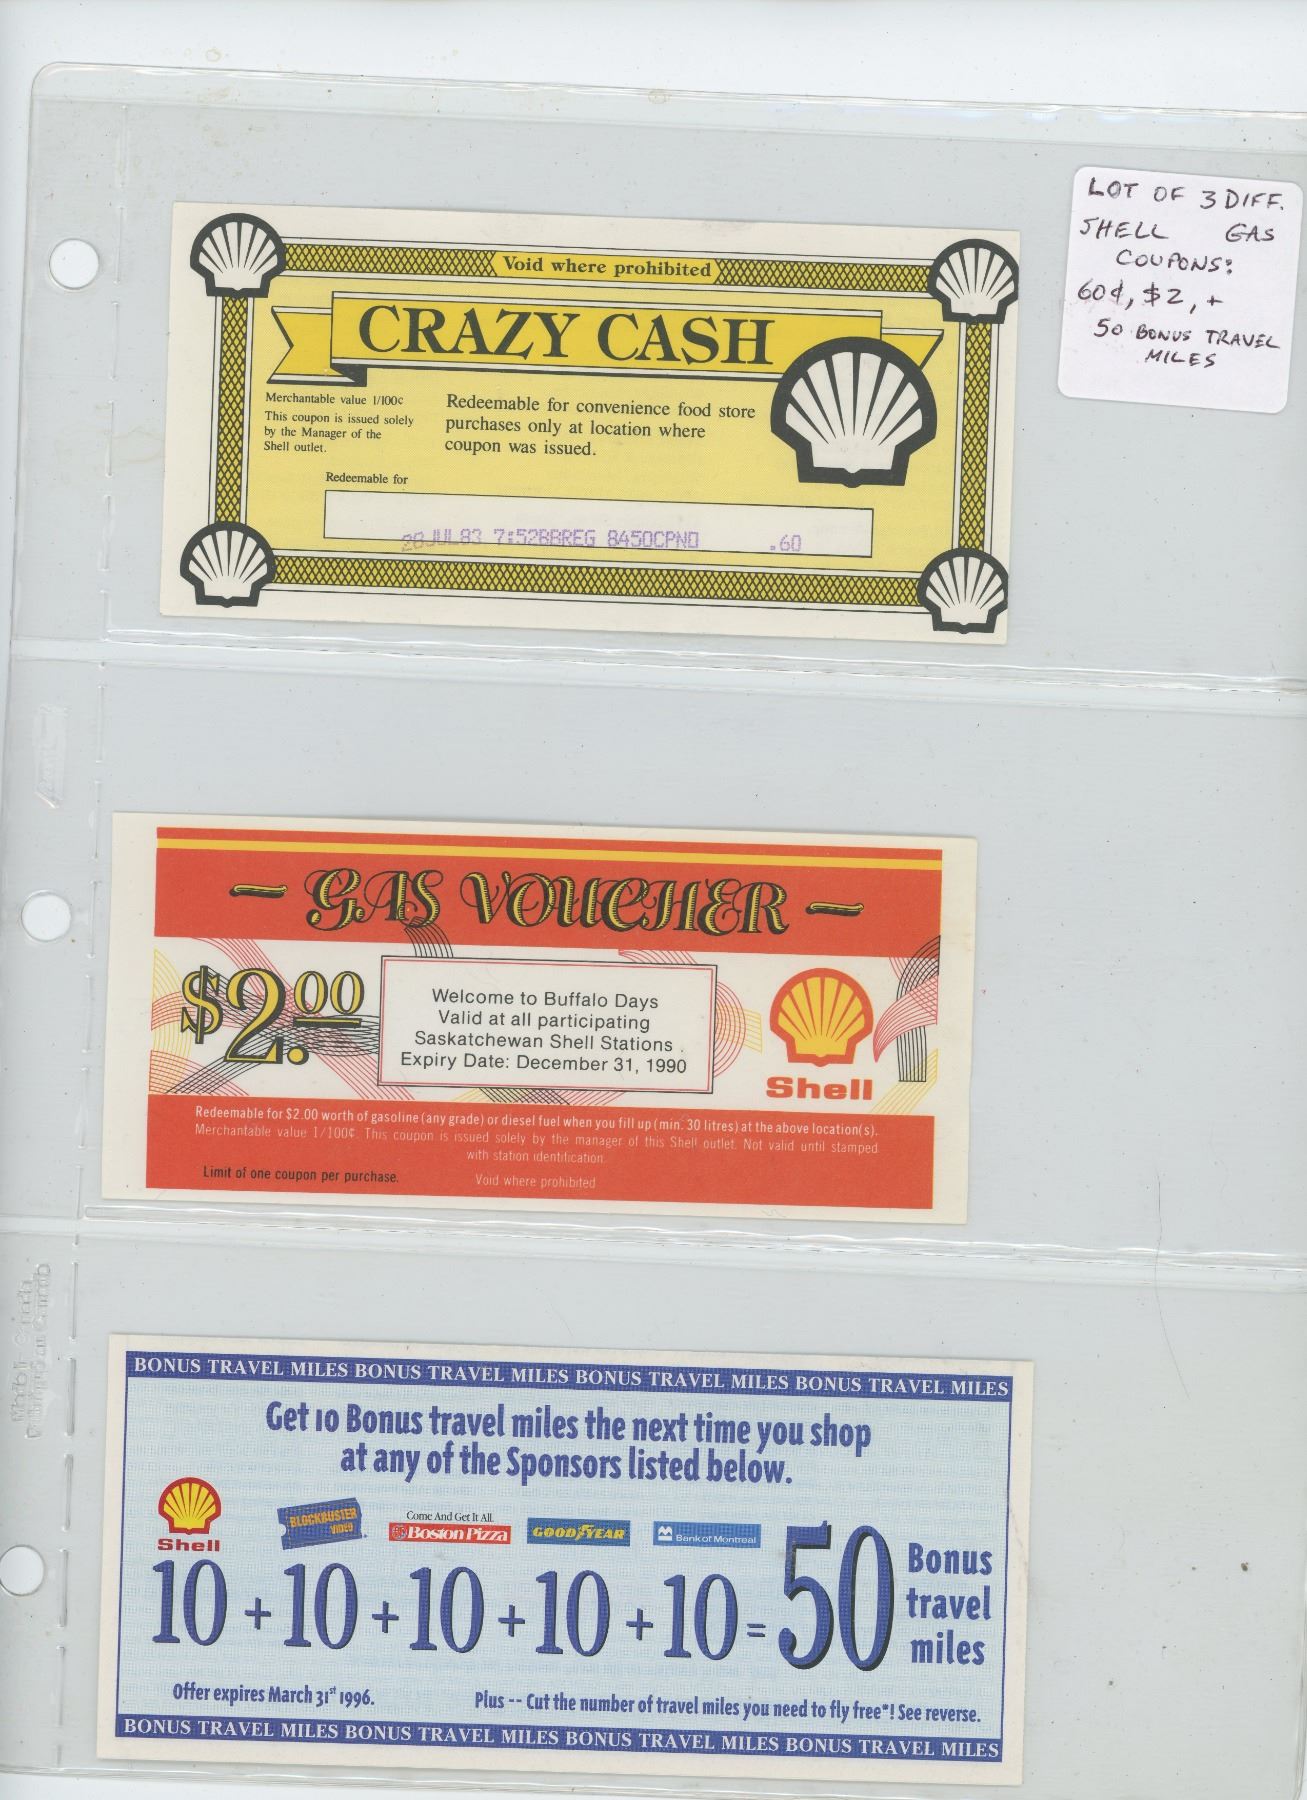 LOT OF 3 DIFF.
SHELL GAS
COUPONS:
60¢, $2, +
50 BONUS TRAVEL
MILES
Void where prohibited
CRAZY CASH
Merchantable value 1/100c
This coupon is issued solely
by the Manager of the
Shell outlet.
Redeemable for convenience food store
purchases only at location where
coupon was issued.
Redeemable for
28JUL83 7:52BBREG 8450CPNO .60
- GAS VOUCHER -
$2.00
Welcome to Buffalo Days
Valid at all participating
Saskatchewan Shell Stations .
Expiry Date: December 31, 1990
Shell
Redeemable for $2.00 worth of gasoline (any grade) or diesel fuel when you fill up (min. 30 litres) at the above location(s).
Merchantable value 1/100¢. This coupon is issued solely by the manager of this Shell outlet. Not valid until stamped
with station identification.
Limit of one coupon per purchase.
Void where prohibited
BONUS TRAVEL MILES BONUS TRAVEL MILES BONUS TRAVEL MILES BONUS TRAVEL MILES
Get 10 Bonus travel miles the next time you shop
at any of the Sponsors listed below.
Shell
BLOCKBUSTER
VIDEO
Come And Get It All.
Boston Pizza
GOODYEAR
Bank of Montreal
10 + 10 + 10 + 10 + 10 = 50
Bonus
travel
miles
Offer expires March 31st 1996.
Plus -- Cut the number of travel miles you need to fly free*! See reverse.
BONUS TRAVEL MILES BONUS TRAVEL MILES BONUS TRAVEL MILES BONUS TRAVEL MILES